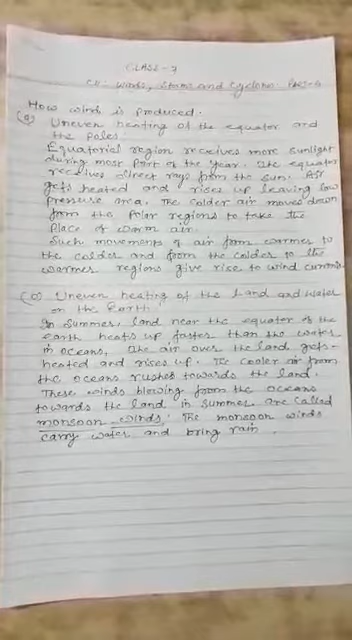 CLASS-7
Ch- Winds, Storms and Cyclone. Pges-4
How wind is produced.
(a) Uneven heating of the equator and
the poles
Equatorial region receives more sunlight
during most part of the year. The equator
receives direct rays from the sun. Air
gets heated and rises up leaving low
pressure area. The colder air moves down
from the Polar regions to take the
place of warm air.
Such movements of air from warmer to
the colder and from the colder to the
warmer regions give rise to wind currents.
Uneven heating of the land and water
on the Earth:
In Summer, land near the equator of the
earth heats up faster than the water
in oceans. The air over the land gets
heated and rises up. The cooler air from
the oceans rushes towards the land.
These winds blowing from the oceans
towards the land in summer are called
monsoon winds. The monsoon winds
carry water and bring rain.